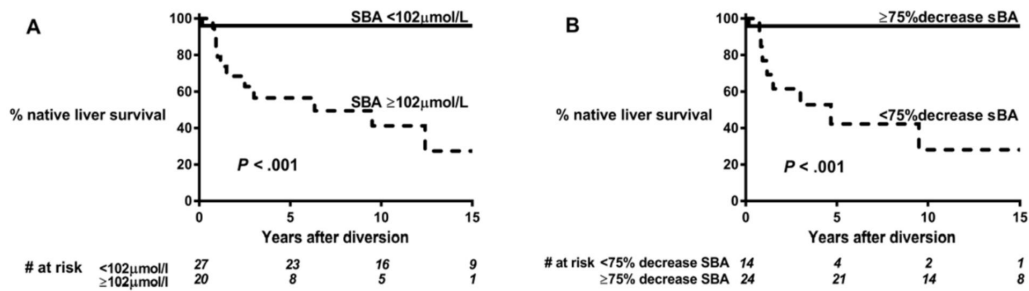 A
SBA <102µmol/L
SBA ≥102µmol/L
% native liver survival
P < .001
100
80
60
40
20
0
0 5 10 15
Years after diversion
# at risk <102µmol/l 27 23 16 9
≥102µmol/l 20 8 5 1
B
≥75%decrease sBA
<75%decrease sBA
% native liver survival
P < .001
100
80
60
40
20
0
0 5 10 15
Years after diversion
# at risk <75% decrease SBA 14 4 2 1
≥75% decrease SBA 24 21 14 8